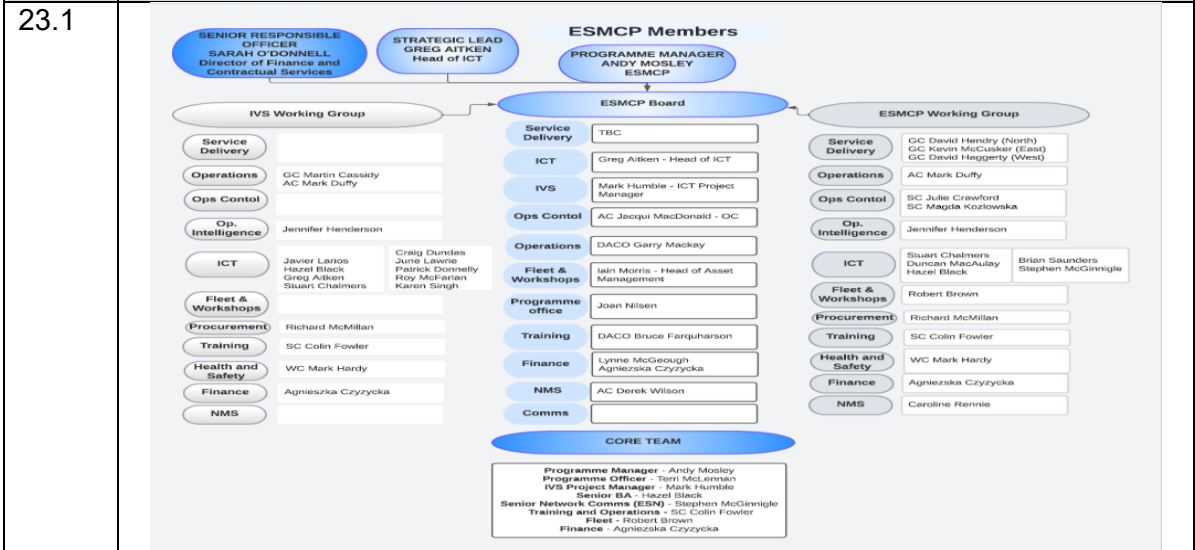 23.1
ESMCP Members
SENIOR RESPONSIBLE
OFFICER
SARAH O'DONNELL
Director of Finance and
Contractual Services
STRATEGIC LEAD
GREG AITKEN
Head of ICT
PROGRAMME MANAGER
ANDY MOSLEY
ESMCP
IVS Working Group
Service
Delivery
Operations
GC Martin Cassidy
AC Mark Duffy
Ops Contol
Op.
Intelligence
Jennifer Henderson
ICT
Javier Larios
Hazel Black
Greg Aitken
Stuart Chalmers
Craig Dundas
June Lawrie
Patrick Donnelly
Roy McFarlan
Karen Singh
Fleet &
Workshops
Procurement
Richard McMillan
Training
SC Colin Fowler
Health and
Safety
WC Mark Hardy
Finance
Agnieszka Czyzycka
NMS
ESMCP Board
Service
Delivery
TBC
ICT
Greg Aitken - Head of ICT
IVS
Mark Humble - ICT Project
Manager
Ops Contol
AC Jacqui MacDonald - OC
Operations
DACO Garry Mackay
Fleet &
Workshops
Iain Morris - Head of Asset
Management
Programme
office
Joan Nilsen
Training
DACO Bruce Farquharson
Finance
Lynne McGeough
Agniezska Czyzycka
NMS
AC Derek Wilson
Comms
ESMCP Working Group
Service
Delivery
GC David Hendry (North)
GC Kevin McCusker (East)
GC David Haggerty (West)
Operations
AC Mark Duffy
Ops Contol
SC Julie Crawford
SC Magda Kozlowska
Op.
Intelligence
Jennifer Henderson
ICT
Stuart Chalmers
Duncan MacAulay
Hazel Black
Brian Saunders
Stephen McGinnigle
Fleet &
Workshops
Robert Brown
Procurement
Richard McMillan
Training
SC Colin Fowler
Health and
Safety
WC Mark Hardy
Finance
Agniezska Czyzycka
NMS
Caroline Rennie
CORE TEAM
Programme Manager - Andy Mosley
Programme Officer - Terri McLennan
IVS Project Manager - Mark Humble
Senior BA - Hazel Black
Senior Network Comms (ESN) - Stephen McGinnigle
Training and Operations - SC Colin Fowler
Fleet - Robert Brown
Finance - Agniezska Czyzycka